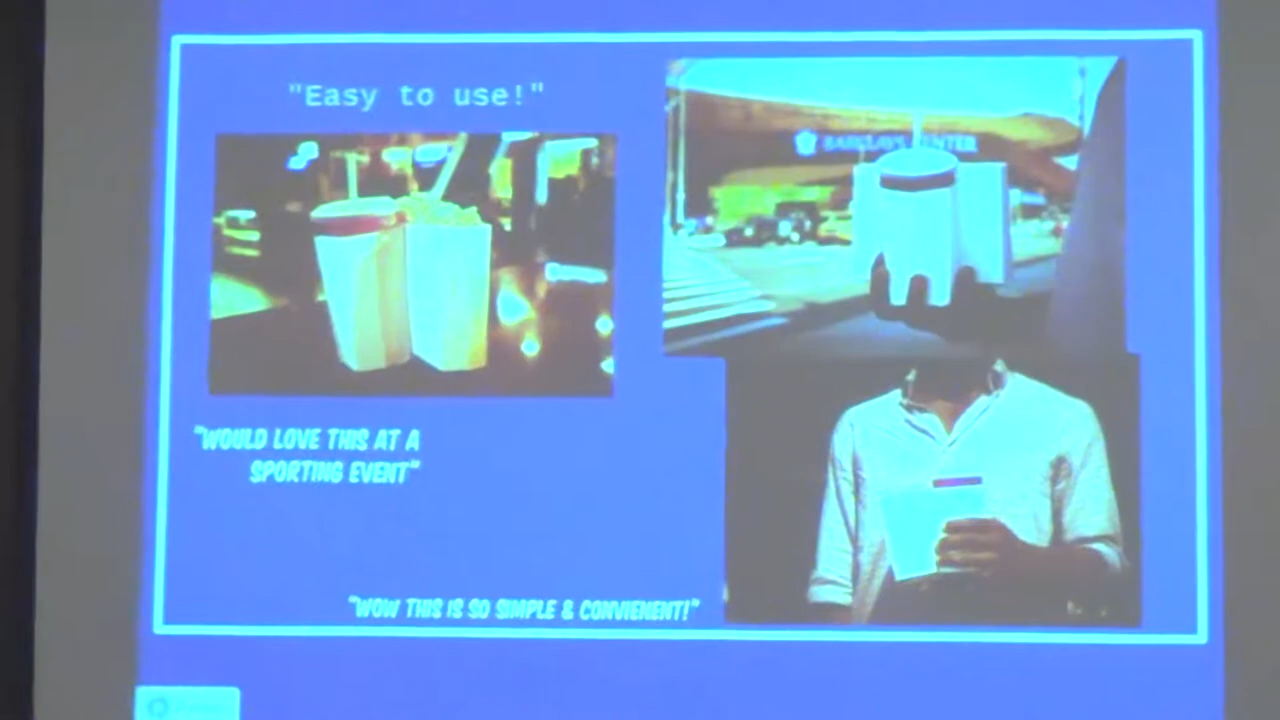 "Easy to use!"
BARCLAYS CENTER
"WOULD LOVE THIS AT A
SPORTING EVENT"
"WOW THIS IS SO SIMPLE & CONVIENENT!"